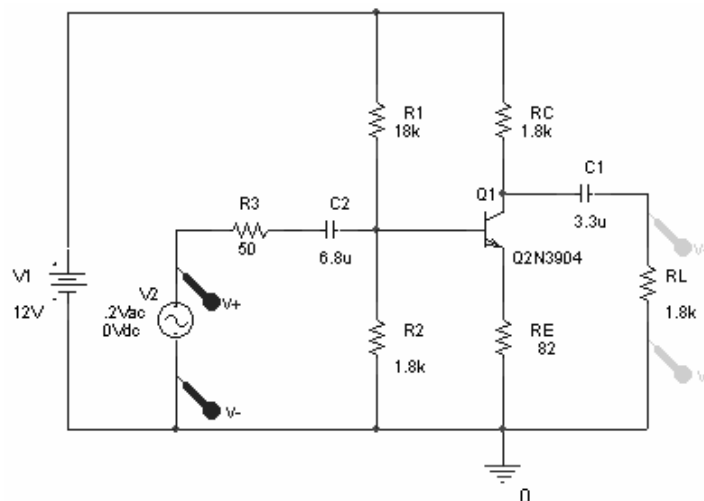 R1
18k
RC
1.8k
C1
3.3u
Q1
Q2N3904
R3
50
C2
6.8u
V1
12V
V2
.2Vac
0Vdc
V+
V-
R2
1.8k
RE
82
RL
1.8k
0